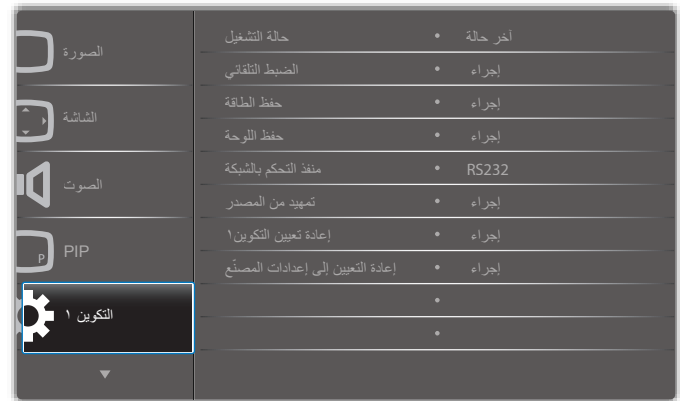 الصورة
الشاشة
الصوت
P
PIP
التكوين ١
حالة التشغيل • آخر حالة
الضبط التلقائي • إجراء
حفظ الطاقة • إجراء
حفظ اللوحة • إجراء
منفذ التحكم بالشبكة • RS232
تمهيد من المصدر • إجراء
إعادة تعيين التكوين١ • إجراء
إعادة التعيين إلى إعدادات المصنّع • إجراء
•
•